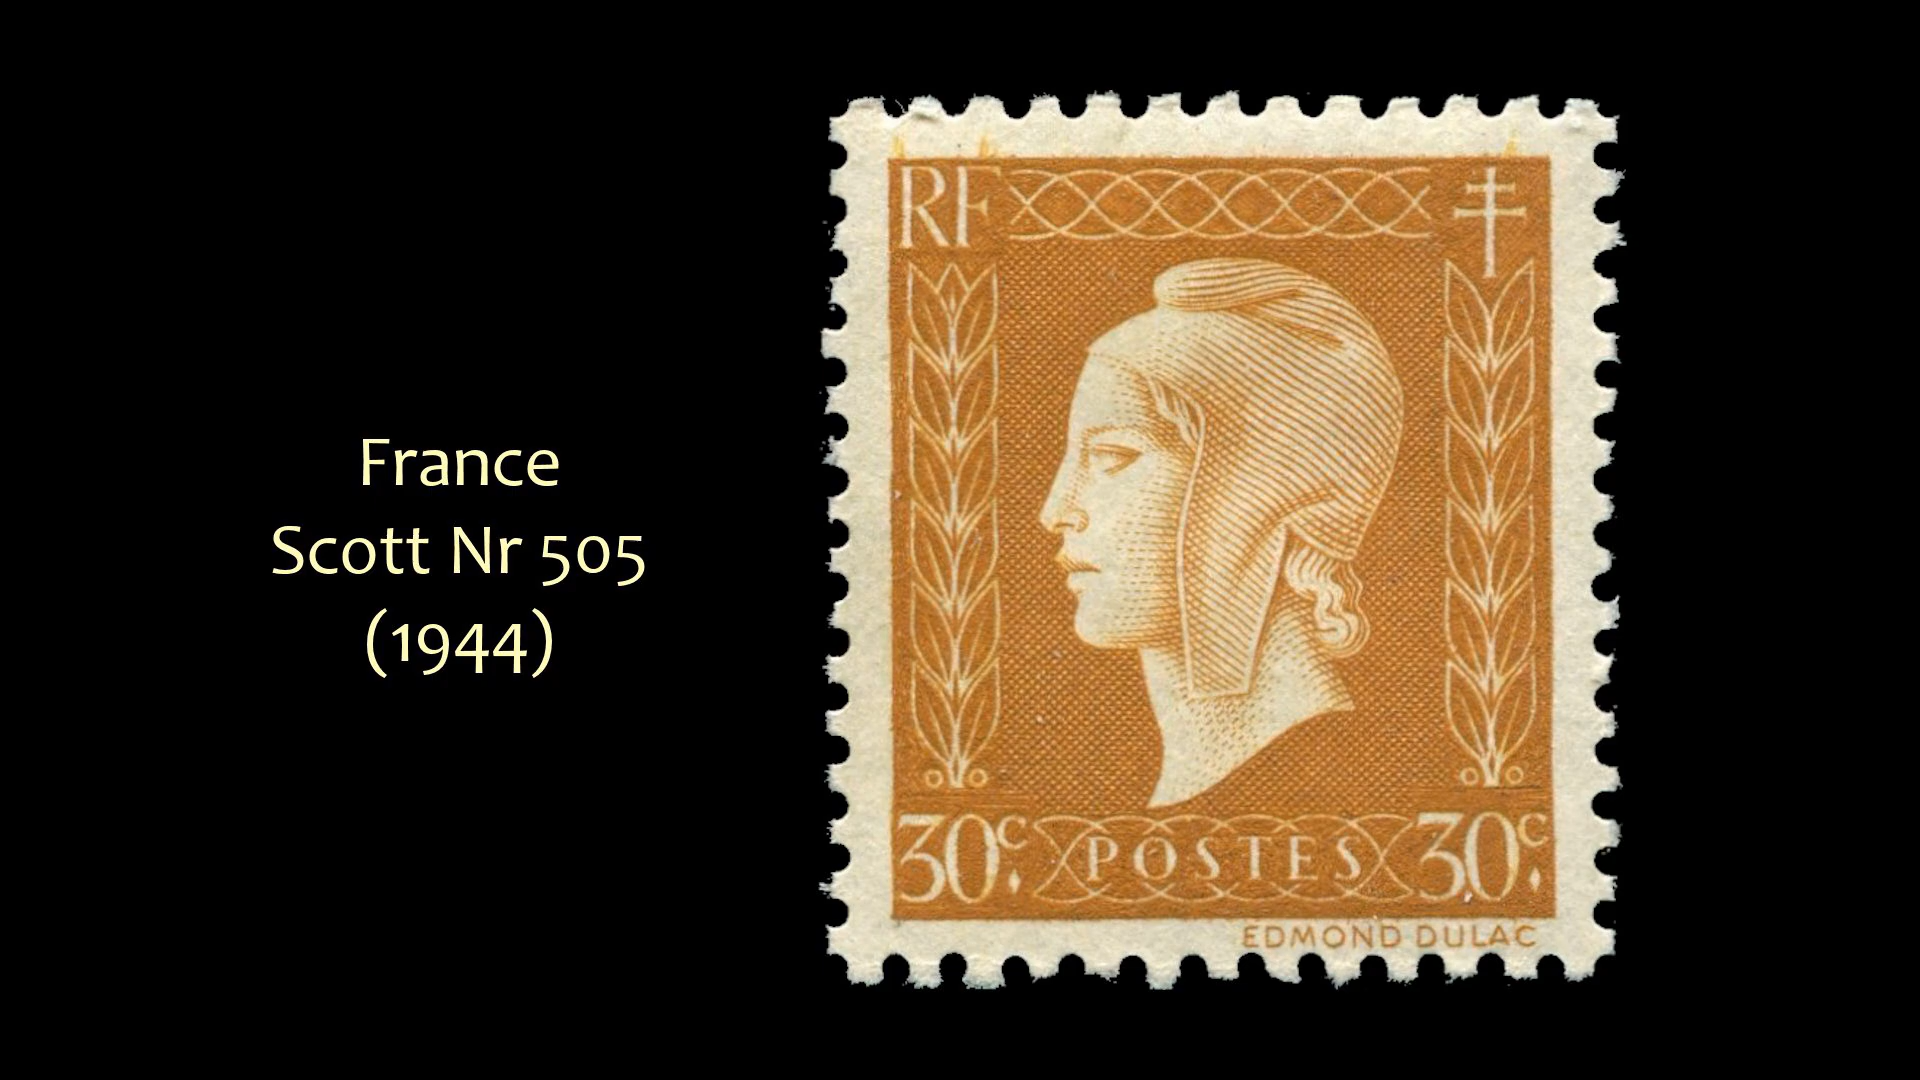 France
Scott Nr 505
(1944)
RF
30c. POSTES 30c.
EDMOND DULAC